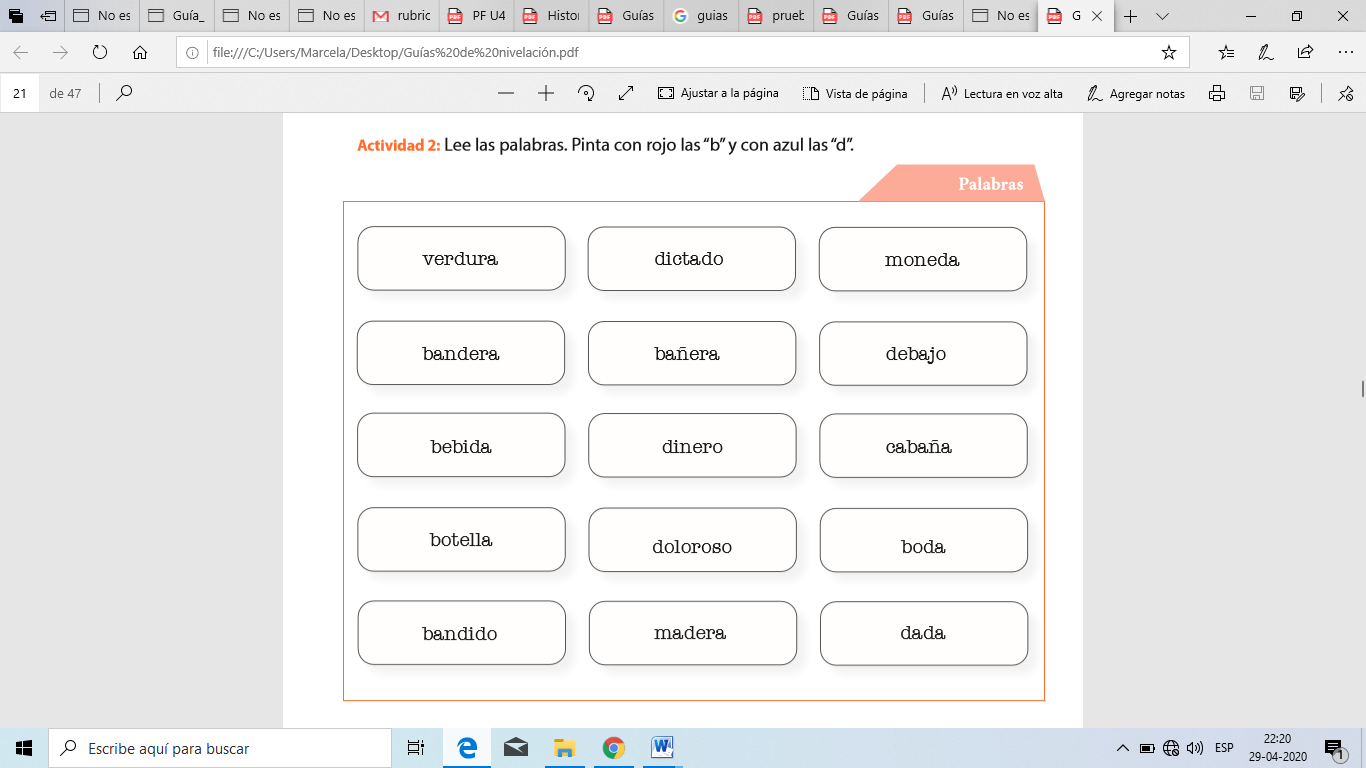 No es
Guía_
No es
No es
rubric
PF U4
Histor
Guías
guias
prueb
Guías
Guías
No es
G
file:///C:/Users/Marcela/Desktop/Guías%20de%20nivelación.pdf
21 de 47
Ajustar a la página
Vista de página
Lectura en voz alta
Agregar notas
Actividad 2: Lee las palabras. Pinta con rojo las “b” y con azul las “d”.
Palabras
verdura dictado moneda
bandera bañera debajo
bebida dinero cabaña
botella doloroso boda
bandido madera dada
Escribe aquí para buscar
ESP
22:20
29-04-2020
1